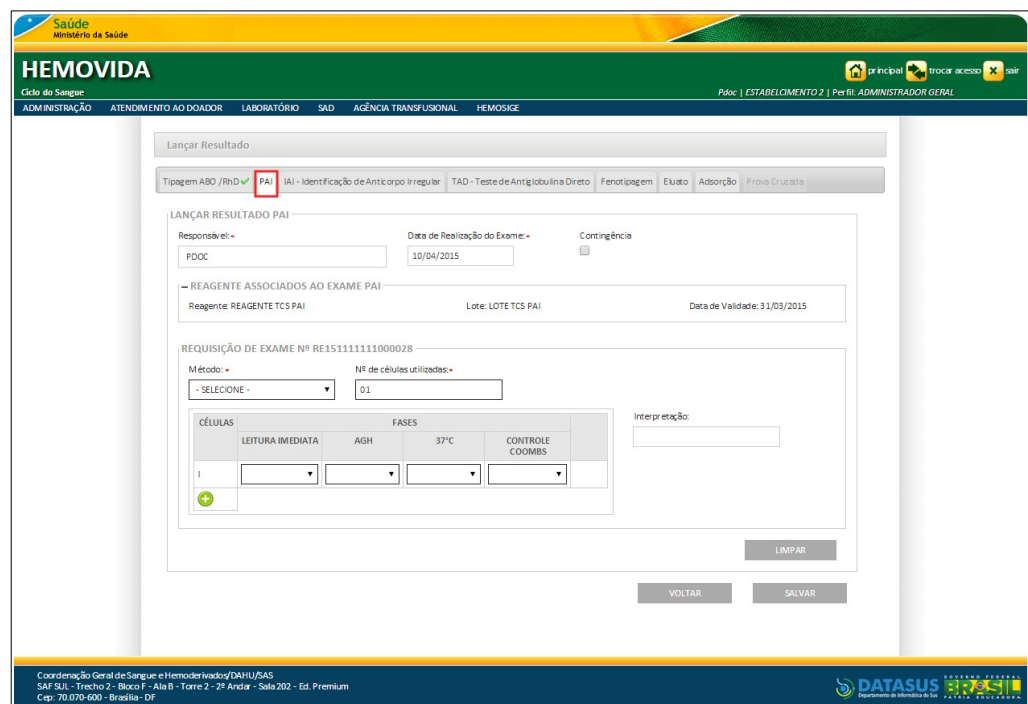 Saúde
Ministério da Saúde
HEMOVIDA
Ciclo do Sangue
principal trocar acesso sair
Pdoc | ESTABELCIMENTO 2 | Perfil: ADMINISTRADOR GERAL
ADMINISTRAÇÃO ATENDIMENTO AO DOADOR LABORATÓRIO SAD AGÊNCIA TRANSFUSIONAL HEMOSIGE
Lançar Resultado
Tipagem ABO /RhD PAI IAI - Identificação de Anticorpo Irregular TAD - Teste de Antiglobulina Direto Fenotipagem Eluato Adsorção Prova Cruzada
LANÇAR RESULTADO PAI
Responsável: Data de Realização do Exame: Contingência
PDOC 10/04/2015
REAGENTE ASSOCIADOS AO EXAME PAI
Reagente: REAGENTE TCS PAI Lote: LOTE TCS PAI Data de Validade: 31/03/2015
REQUISIÇÃO DE EXAME Nº RE151111111000028
Método: Nº de células utilizadas:
- SELECIONE - 01
CÉLULAS FASES Interpretação:
LEITURA IMEDIATA AGH 37°C CONTROLE
COOMBS
I
LIMPAR
VOLTAR SALVAR
Coordenação Geral de Sangue e Hemoderivados/DAHU/SAS
SAF SUL - Trecho 2 - Bloco F - Ala B - Torre 2 - 2º Andar - Sala 202 - Ed. Premium
Cep: 70.070-600 - Brasília - DF
DATASUS
Departamento de Informática do Sus
GOVERNO FEDERAL
BRASIL
PÁTRIA EDUCADORA